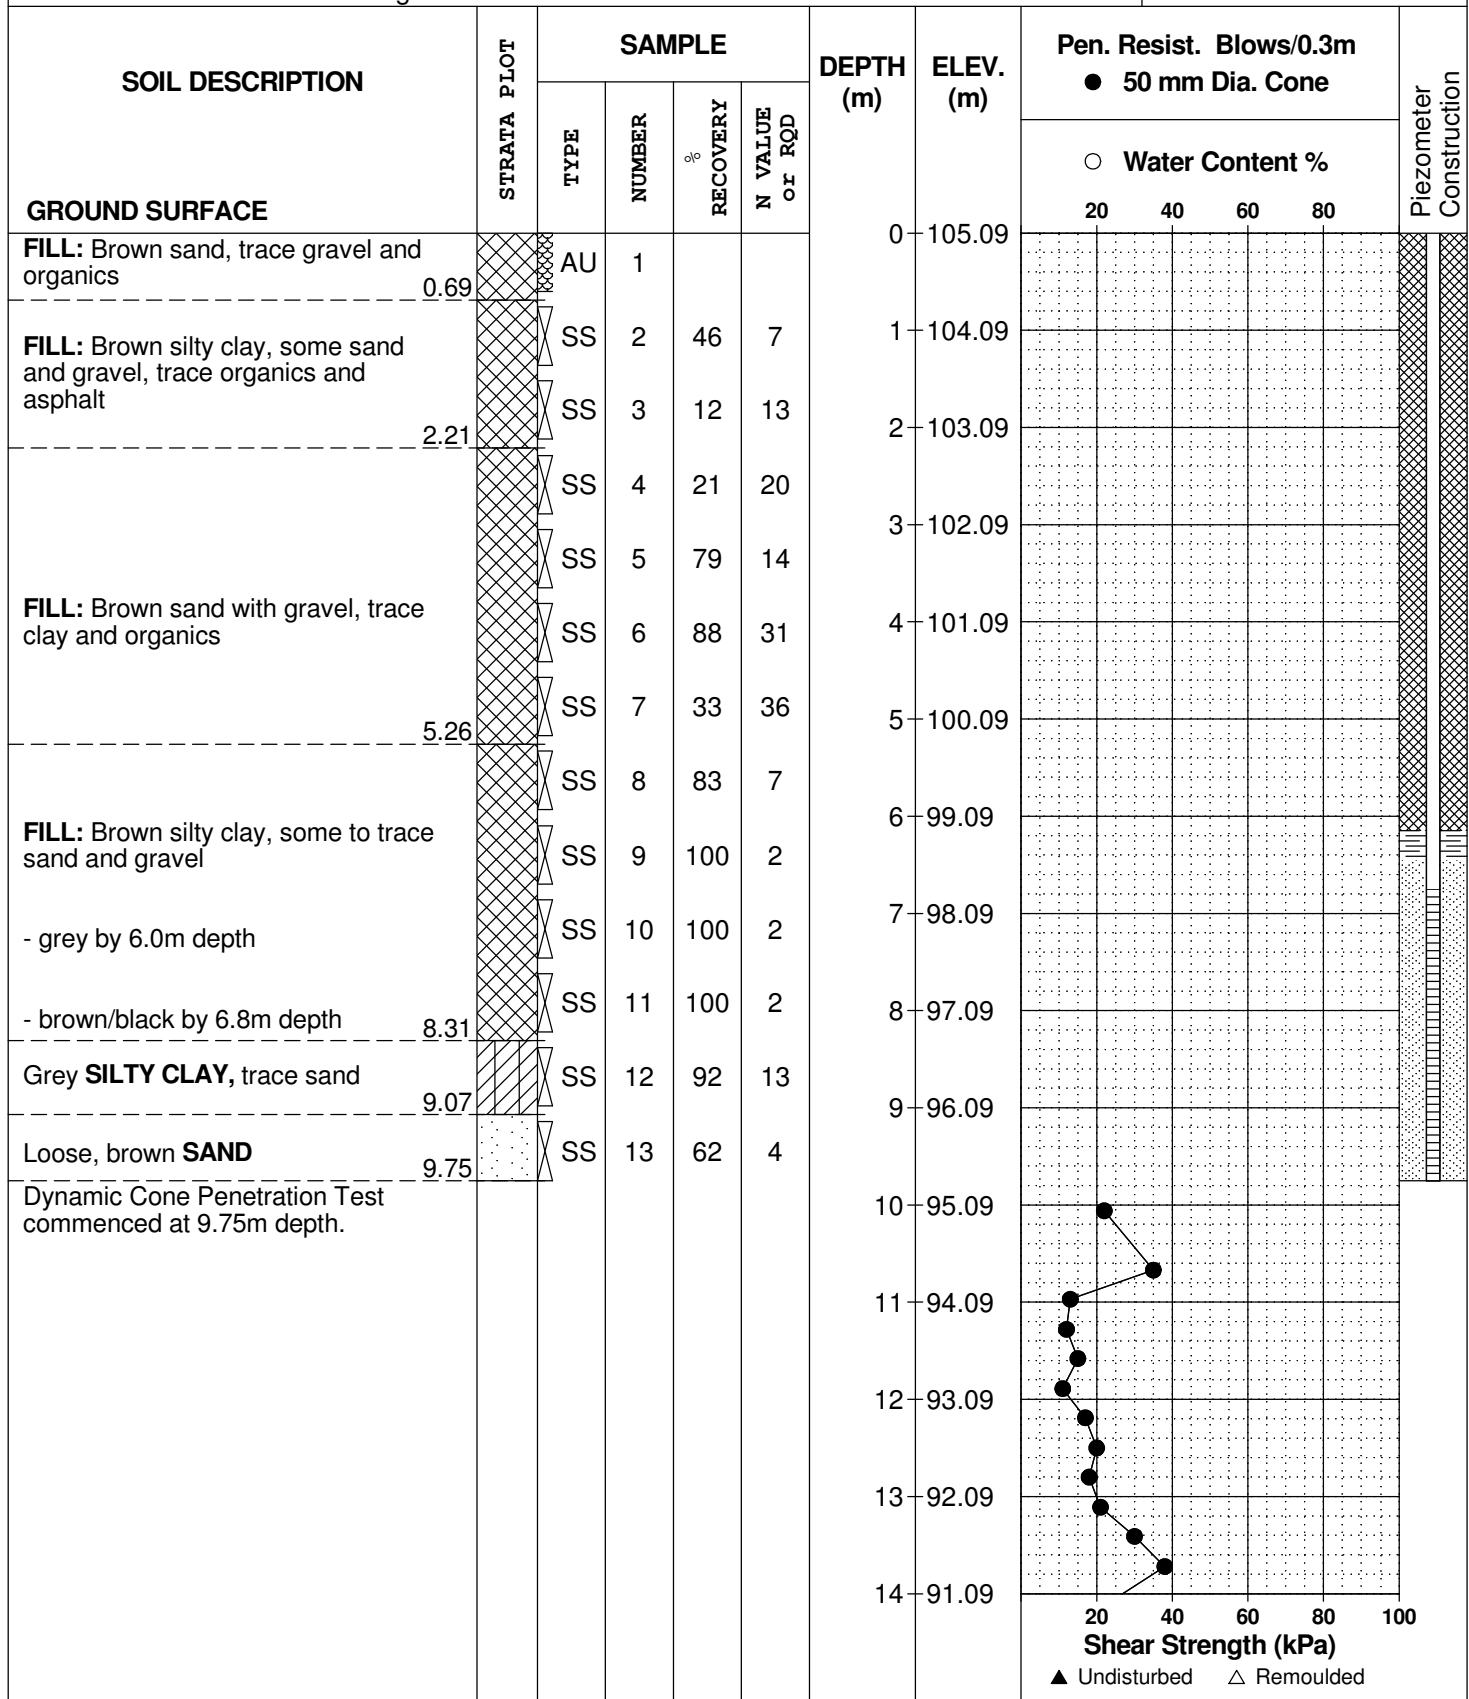 SOIL DESCRIPTION
GROUND SURFACE
STRATA PLOT
SAMPLE
TYPE
NUMBER
%
RECOVERY
N VALUE
or RQD
DEPTH
(m)
ELEV.
(m)
Pen. Resist. Blows/0.3m
● 50 mm Dia. Cone
○ Water Content %
20 40 60 80
Piezometer
Construction
FILL: Brown sand, trace gravel and
organics
0.69
AU 1
0 105.09
FILL: Brown silty clay, some sand
and gravel, trace organics and
asphalt
2.21
SS 2 46 7
1 104.09
SS 3 12 13
2 103.09
FILL: Brown sand with gravel, trace
clay and organics
5.26
SS 4 21 20
3 102.09
SS 5 79 14
SS 6 88 31
4 101.09
SS 7 33 36
5 100.09
FILL: Brown silty clay, some to trace
sand and gravel
- grey by 6.0m depth
- brown/black by 6.8m depth
8.31
SS 8 83 7
6 99.09
SS 9 100 2
7 98.09
SS 10 100 2
SS 11 100 2
8 97.09
Grey SILTY CLAY, trace sand
9.07
SS 12 92 13
9 96.09
Loose, brown SAND
9.75
SS 13 62 4
Dynamic Cone Penetration Test
commenced at 9.75m depth.
10 95.09
11 94.09
12 93.09
13 92.09
14 91.09
20 40 60 80 100
Shear Strength (kPa)
▲ Undisturbed △ Remoulded